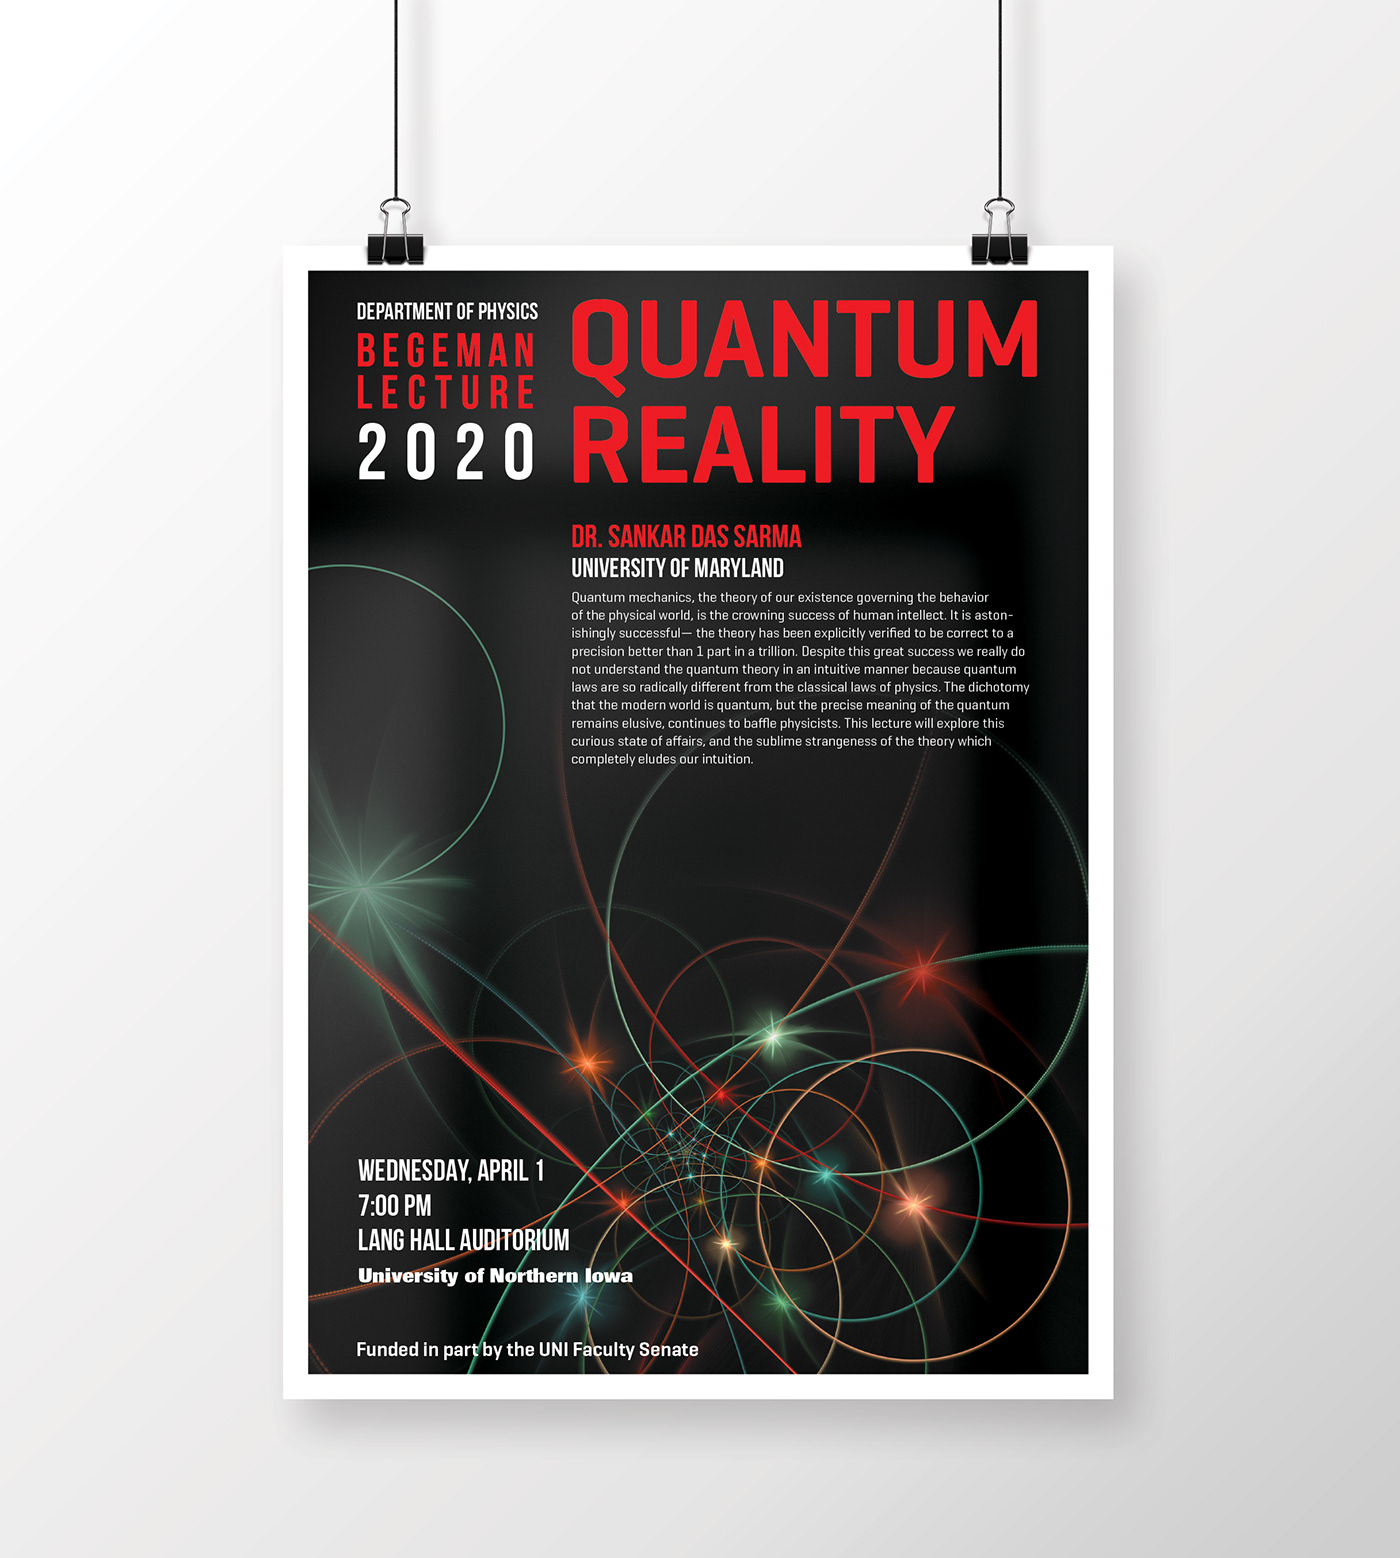 DEPARTMENT OF PHYSICS
BEGEMAN
LECTURE
2020
QUANTUM
REALITY
DR. SANKAR DAS SARMA
UNIVERSITY OF MARYLAND
Quantum mechanics, the theory of our existence governing the behavior
of the physical world, is the crowning success of human intellect. It is aston-
ishingly successful— the theory has been explicitly verified to be correct to a
precision better than 1 part in a trillion. Despite this great success we really do
not understand the quantum theory in an intuitive manner because quantum
laws are so radically different from the classical laws of physics. The dichotomy
that the modern world is quantum, but the precise meaning of the quantum
remains elusive, continues to baffle physicists. This lecture will explore this
curious state of affairs, and the sublime strangeness of the theory which
completely eludes our intuition.
WEDNESDAY, APRIL 1
7:00 PM
LANG HALL AUDITORIUM
University of Northern Iowa
Funded in part by the UNI Faculty Senate